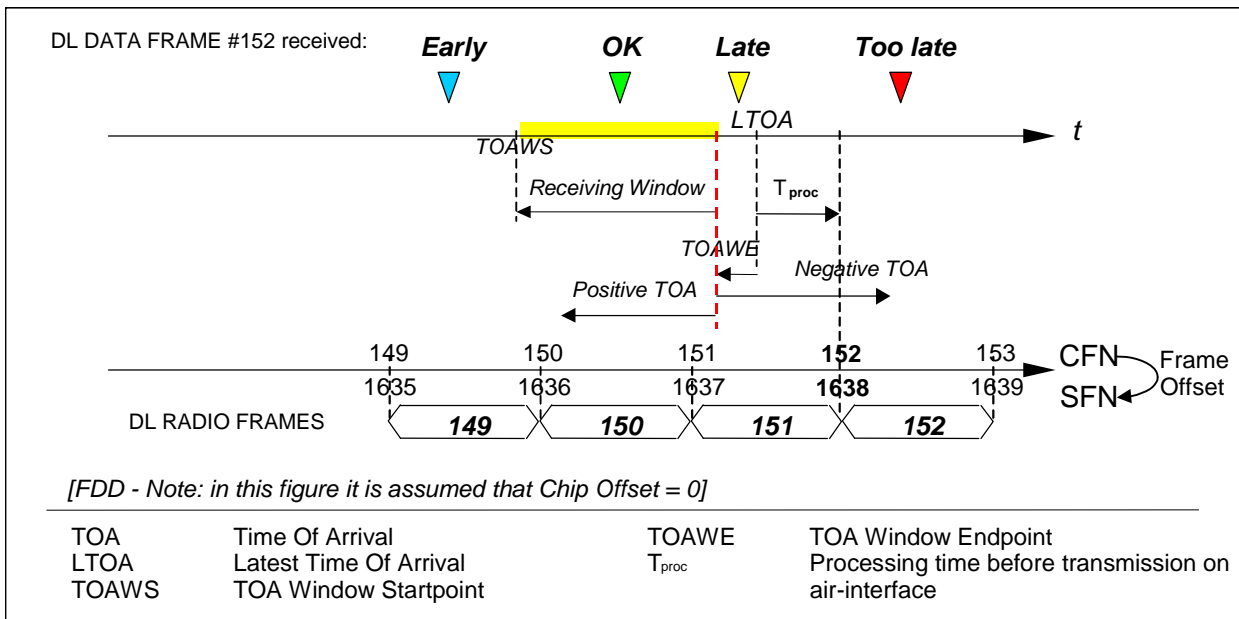 DL DATA FRAME #152 received:
Early OK Late Too late
LTOA
t
TOAWS
Receiving Window
Tproc
TOAWE
Negative TOA
Positive TOA
149 150 151 152 153
CFN
Frame
Offset
1635 1636 1637 1638 1639
SFN
DL RADIO FRAMES
149 150 151 152
[FDD - Note: in this figure it is assumed that Chip Offset = 0]
TOA Time Of Arrival TOAWE TOA Window Endpoint
LTOA Latest Time Of Arrival Tproc Processing time before transmission on
TOAWS TOA Window Startpoint air-interface